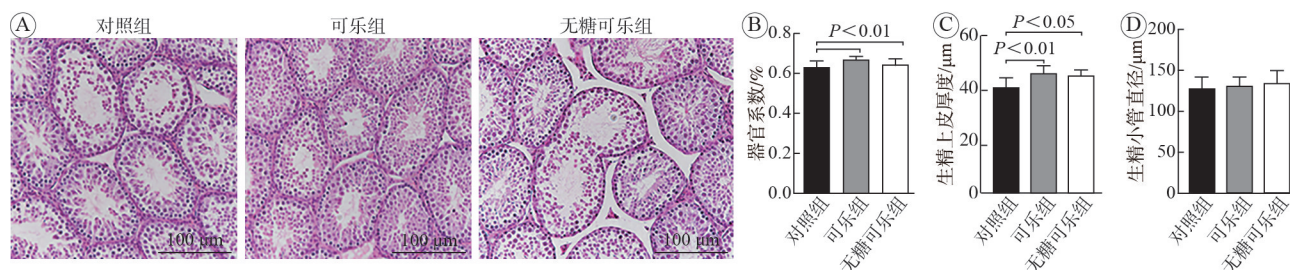 A 对照组 可乐组 无糖可乐组
100 μm 100 μm 100 μm
B
P<0.01
器官系数/%
0.8
0.6
0.4
0.2
0.0
对照组
可乐组
无糖可乐组
C
P<0.05
P<0.01
生精上皮厚度/μm
60
40
20
0
对照组
可乐组
无糖可乐组
D
生精小管直径/μm
200
150
100
50
0
对照组
可乐组
无糖可乐组